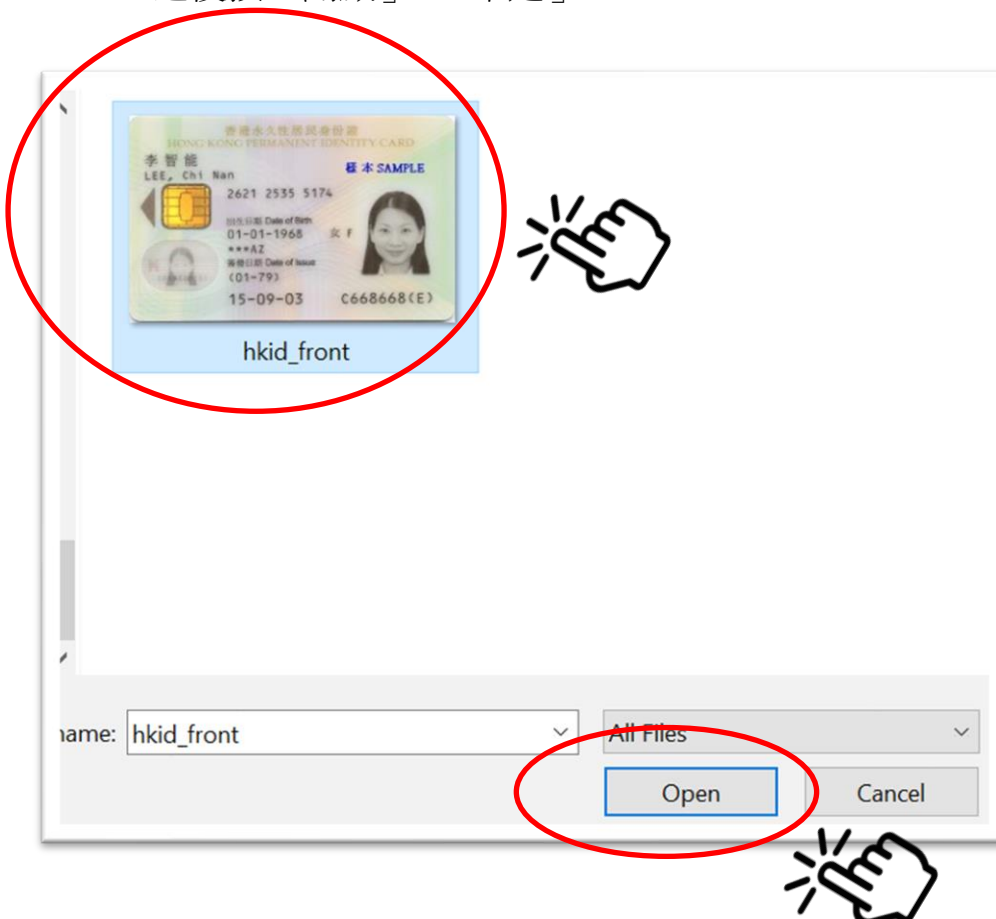 香港永久性居民身份證
HONG KONG PERMANENT IDENTITY CARD
李智能
LEE, Chi Nan
樣本 SAMPLE
2621 2535 5174
出生日期 Date of Birth
01-01-1968 女 F
***AZ
簽發日期 Date of Issue
(01-79)
15-09-03 C668668(E)
hkid_front
name: hkid_front
All Files
Open Cancel